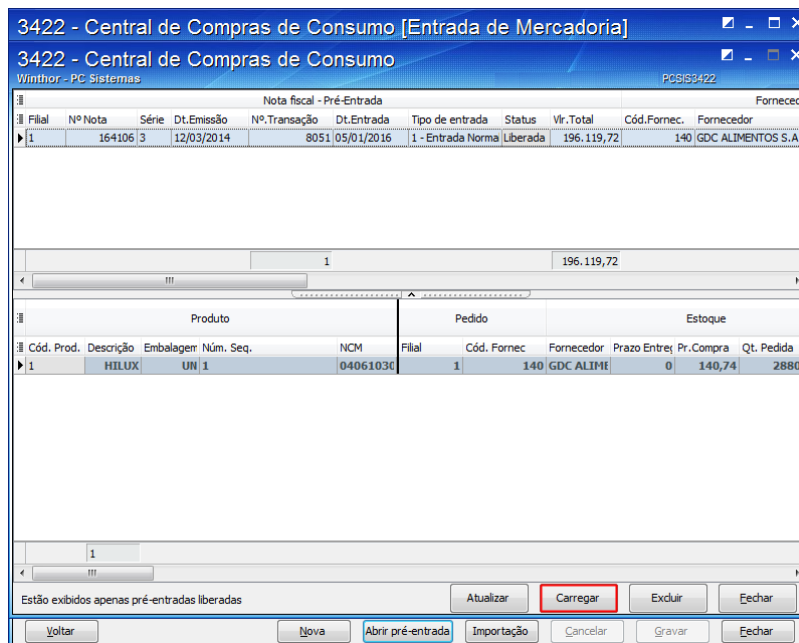 3422 - Central de Compras de Consumo [Entrada de Mercadoria]
3422 - Central de Compras de Consumo
Winthor - PC Sistemas PCSIS3422
Nota fiscal - Pré-Entrada Fornecec
Filial Nº Nota Série Dt.Emissão Nº.Transação Dt.Entrada Tipo de entrada Status Vlr.Total Cód.Fornec. Fornecedor
1 164106 3 12/03/2014 8051 05/01/2016 1 - Entrada Norma Liberada 196.119,72 140 GDC ALIMENTOS S.A
1 196.119,72
Produto Pedido Estoque
Cód. Prod. Descrição Embalagem Núm. Seq. NCM Filial Cód. Fornec Fornecedor Prazo Entreg Pr.Compra Qt. Pedida
1 HILUX UN 1 04061030 1 140 GDC ALIME 0 140,74 2880
1
Estão exibidos apenas pré-entradas liberadas Atualizar Carregar Excluir Fechar
Voltar Nova Abrir pré-entrada Importação Cancelar Gravar Fechar